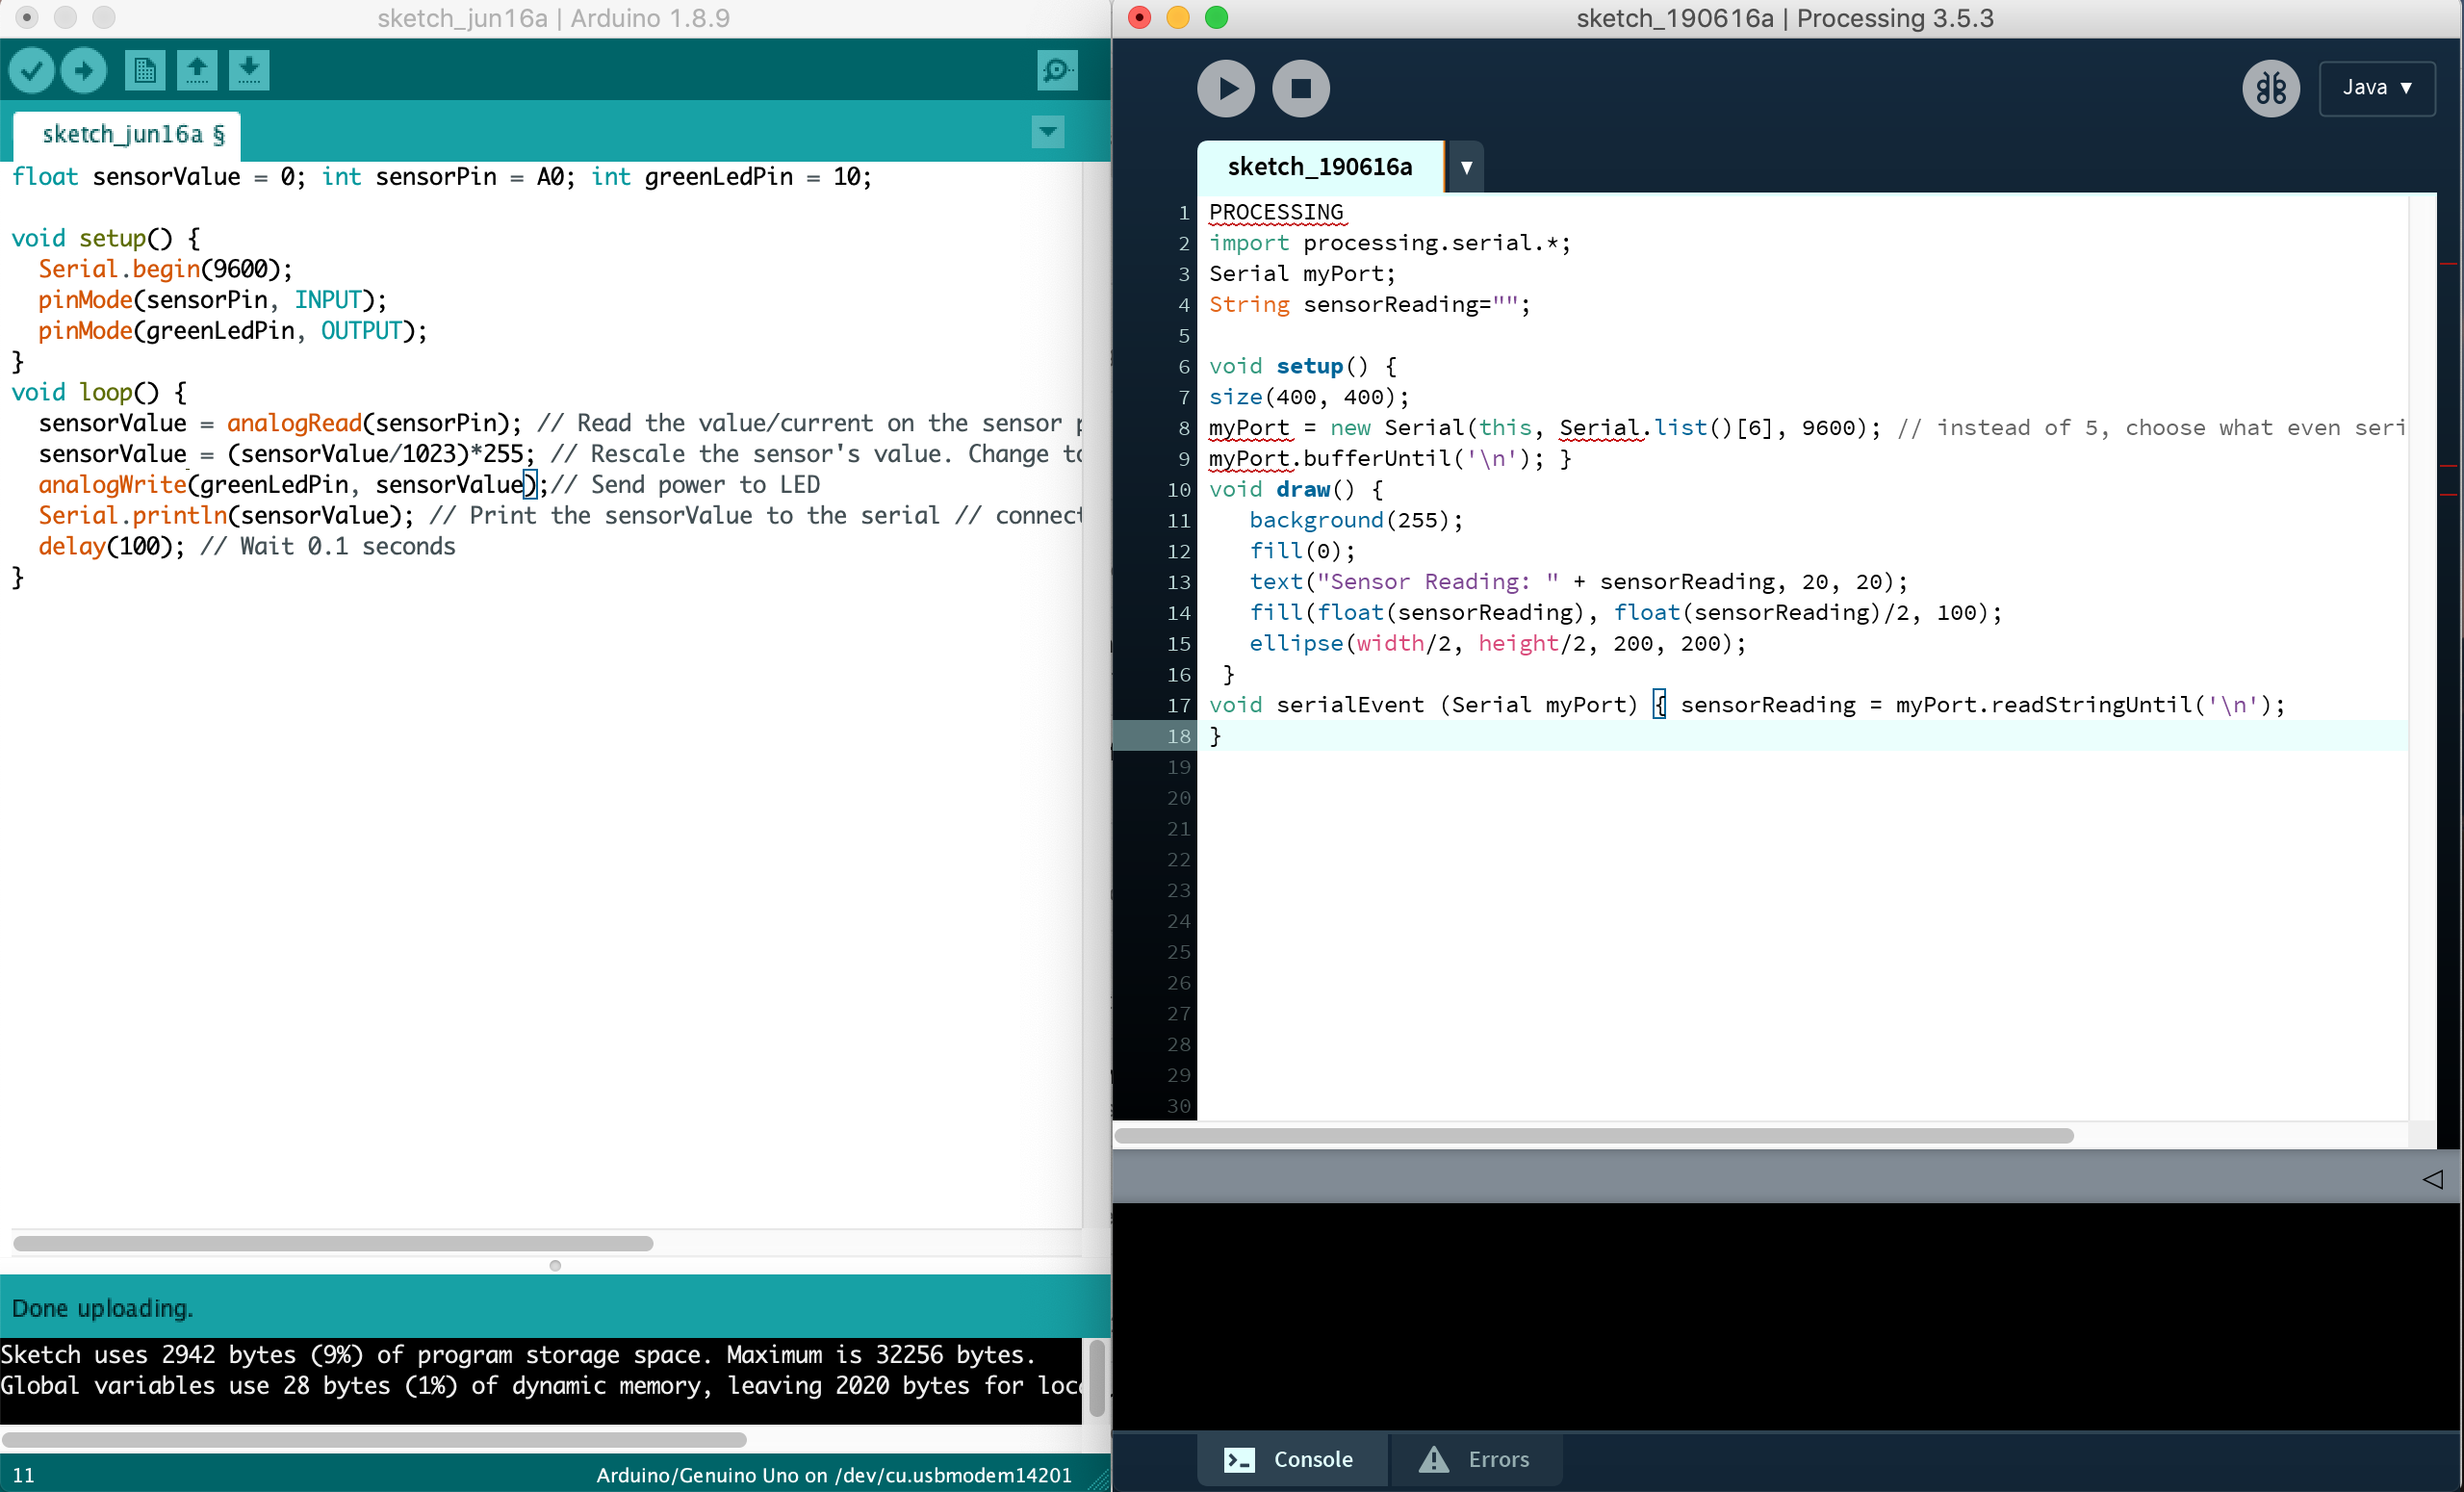 sketch_jun16a | Arduino 1.8.9
sketch_jun16a §
float sensorValue = 0; int sensorPin = A0; int greenLedPin = 10;
void setup() {
Serial.begin(9600);
pinMode(sensorPin, INPUT);
pinMode(greenLedPin, OUTPUT);
}
void loop() {
sensorValue = analogRead(sensorPin); // Read the value/current on the sensor
sensorValue = (sensorValue/1023)*255; // Rescale the sensor's value. Change
analogWrite(greenLedPin, sensorValue);// Send power to LED
Serial.println(sensorValue); // Print the sensorValue to the serial // connec
delay(100); // Wait 0.1 seconds
}
Done uploading.
Sketch uses 2942 bytes (9%) of program storage space. Maximum is 32256 bytes.
Global variables use 28 bytes (1%) of dynamic memory, leaving 2020 bytes for loc
11
Arduino/Genuino Uno on /dev/cu.usbmodem14201
sketch_190616a | Processing 3.5.3
Java ▼
sketch_190616a ▼
1 PROCESSING
2 import processing.serial.*;
3 Serial myPort;
4 String sensorReading="";
5
6 void setup() {
7 size(400, 400);
8 myPort = new Serial(this, Serial.list()[6], 9600); // instead of 5, choose what even seri
9 myPort.bufferUntil('\n'); }
10 void draw() {
11 background(255);
12 fill(0);
13 text("Sensor Reading: " + sensorReading, 20, 20);
14 fill(float(sensorReading), float(sensorReading)/2, 100);
15 ellipse(width/2, height/2, 200, 200);
16 }
17 void serialEvent (Serial myPort) { sensorReading = myPort.readStringUntil('\n');
18 }
19
20
21
22
23
24
25
26
27
28
29
30
Console
Errors